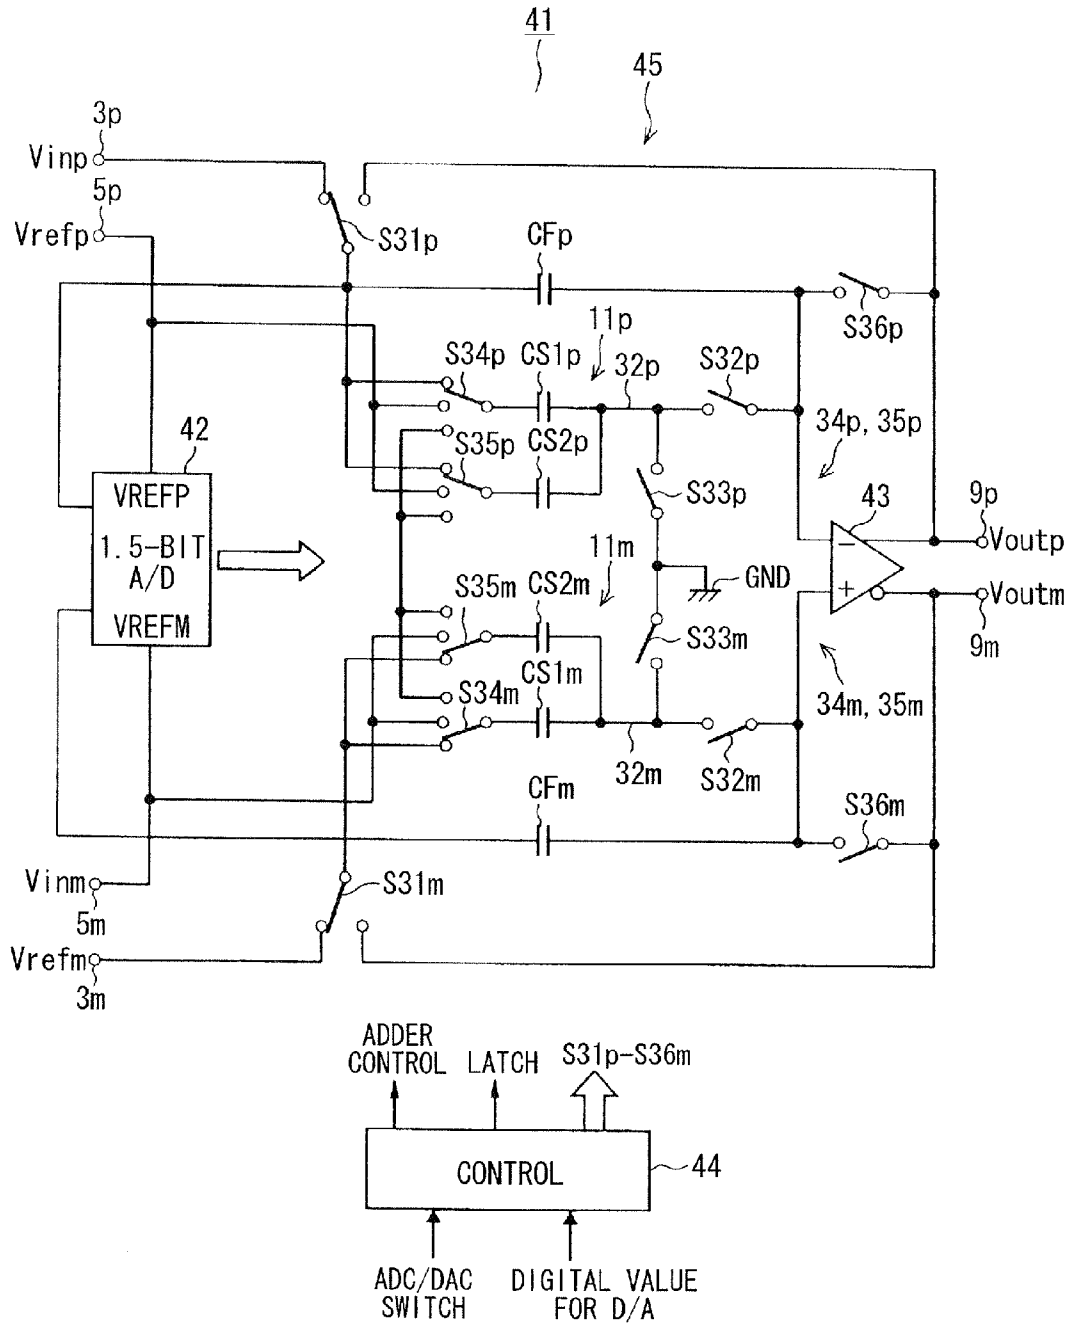 41
45
3p
Vinp
5p
Vrefp
S31p
CFp
S36p
11p
S34p
CS1p
32p
S32p
42
34p, 35p
S35p
CS2p
VREFP
S33p
43
9p
1.5-BIT
A/D
11m
Voutp
GND
VREFM
S35m
CS2m
Voutm
S33m
9m
S34m
CS1m
34m, 35m
32m
S32m
CFm
S36m
Vinm
S31m
5m
Vrefm
3m
ADDER
CONTROL
LATCH
S31p-S36m
CONTROL
44
ADC/DAC
SWITCH
DIGITAL VALUE
FOR D/A